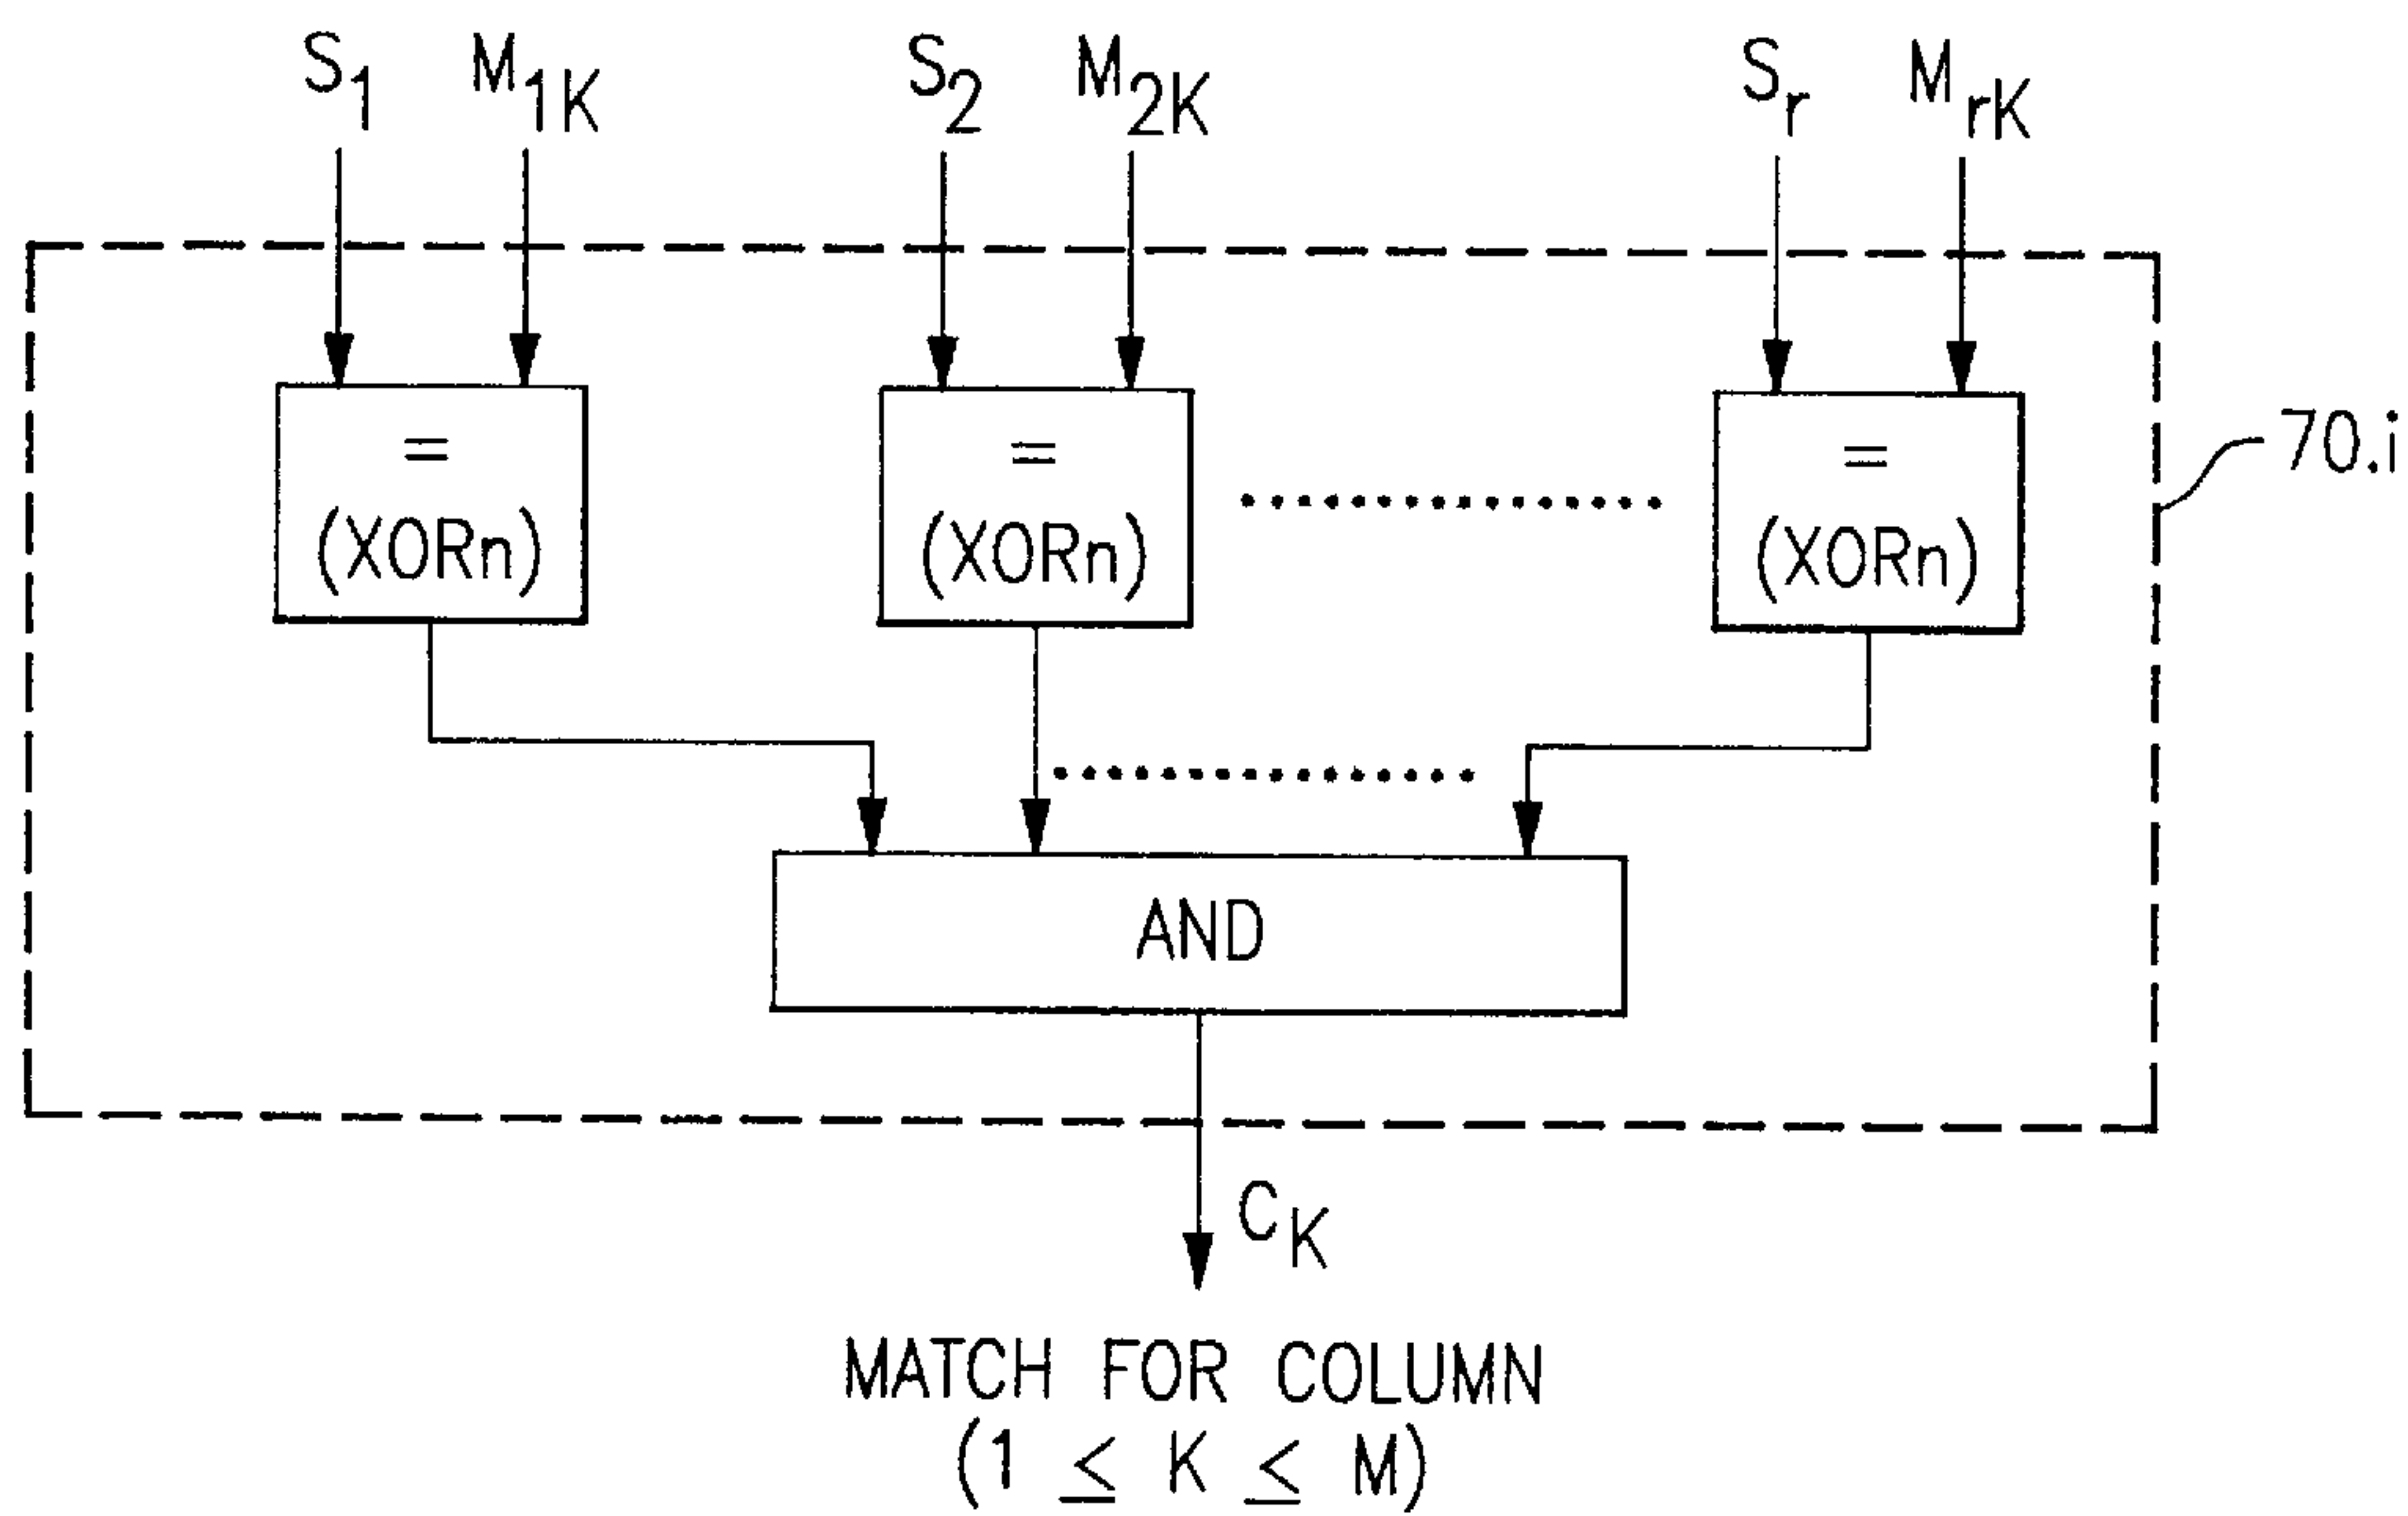 S1 M1K S2 M2K Sr MrK
= = =
(XORn) (XORn) (XORn)
70.i
AND
CK
MATCH FOR COLUMN
(1 ≤ K ≤ M)